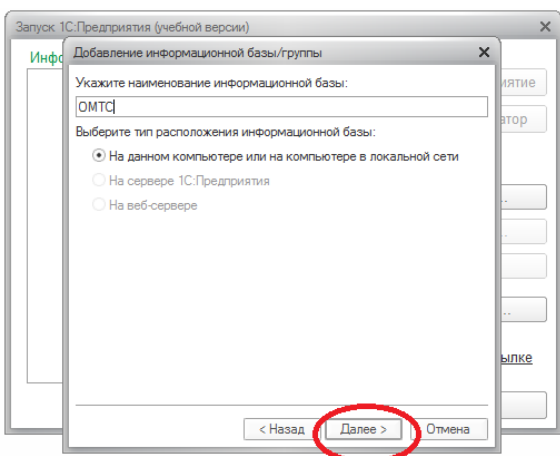 Запуск 1С:Предприятия (учебной версии)
Добавление информационной базы/группы
Укажите наименование информационной базы:
ОМТС
Выберите тип расположения информационной базы:
На данном компьютере или на компьютере в локальной сети
На сервере 1С:Предприятия
На веб-сервере
< Назад
Далее >
Отмена